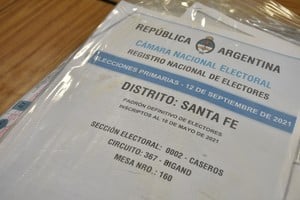 REPÚBLICA ARGENTINA
CÁMARA NACIONAL ELECTORAL
REGISTRO NACIONAL DE ELECTORES
ELECCIONES PRIMARIAS - 12 DE SEPTIEMBRE DE 2021
DISTRITO: SANTA FE
PADRÓN DEFINITIVO DE ELECTORES
INSCRIPTOS AL 16 DE MAYO DE 2021
SECCIÓN ELECTORAL: 0002 - CASEROS
CIRCUITO: 367 - BIGAND
MESA NRO.: 160